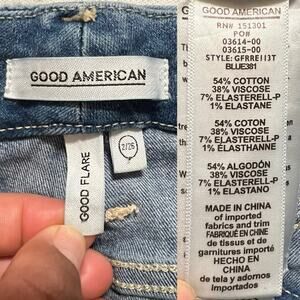 GOOD AMERICAN
2/26
GOOD FLARE
GOOD AMERICAN
RN# 151301
PO#
03614-00
03615-00
STYLE: GFRRE113T
BLUE381
54% COTTON
38% VISCOSE
7% ELASTERELL-P
1% ELASTANE
54% COTON
38% VISCOSE
7% ELASTERELL-P
1% ÉLASTHANNE
54% ALGODÓN
38% VISCOSE
7% ELASTERELL-P
1% ELASTANO
MADE IN CHINA
of imported
fabrics and trim
FABRIQUÉ EN CHINE
de tissus et de
garnitures importé
HECHO EN
CHINA
de tela y adornos
importados